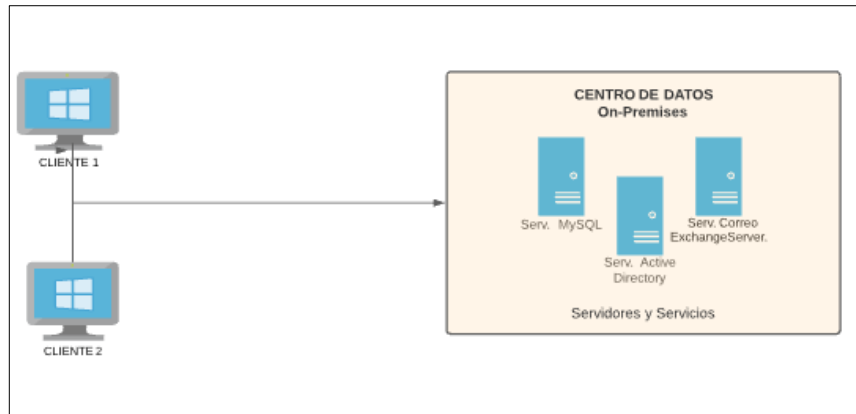 CENTRO DE DATOS
On-Premises
CLIENTE 1
Serv. MySQL
Serv. Correo
ExchangeServer.
Serv. Active
Directory
Servidores y Servicios
CLIENTE 2